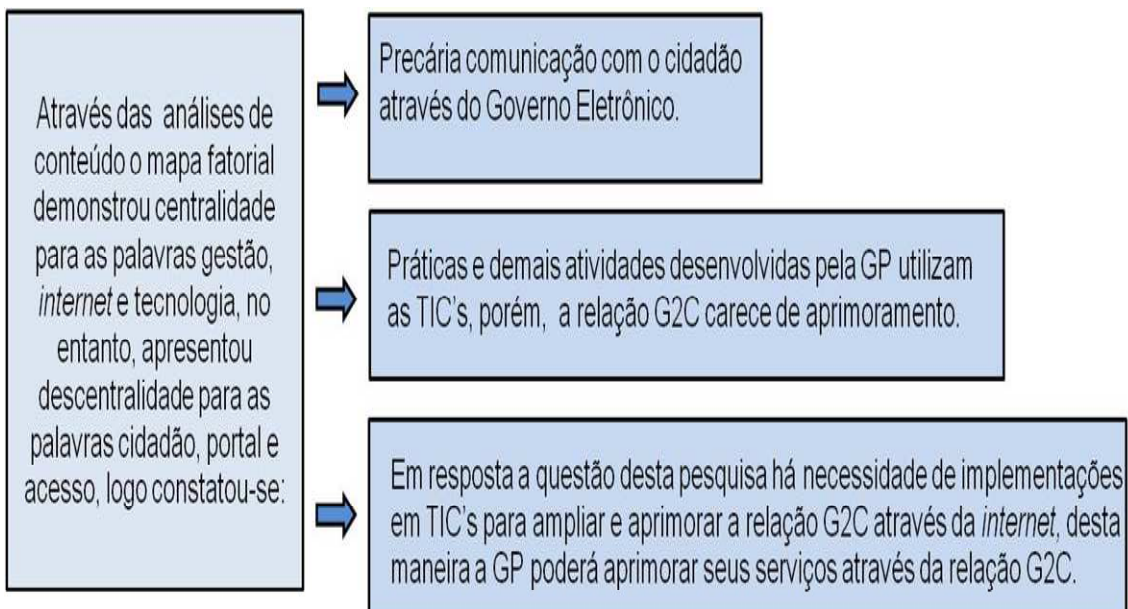 Através das análises de
conteúdo o mapa fatorial
demonstrou centralidade
para as palavras gestão,
internet e tecnologia, no
entanto, apresentou
descentralidade para as
palavras cidadão, portal e
acesso, logo constatou-se:
Precária comunicação com o cidadão
através do Governo Eletrônico.
Práticas e demais atividades desenvolvidas pela GP utilizam
as TIC's, porém, a relação G2C carece de aprimoramento.
Em resposta a questão desta pesquisa há necessidade de implementações
em TIC's para ampliar e aprimorar a relação G2C através da internet, desta
maneira a GP poderá aprimorar seus serviços através da relação G2C.